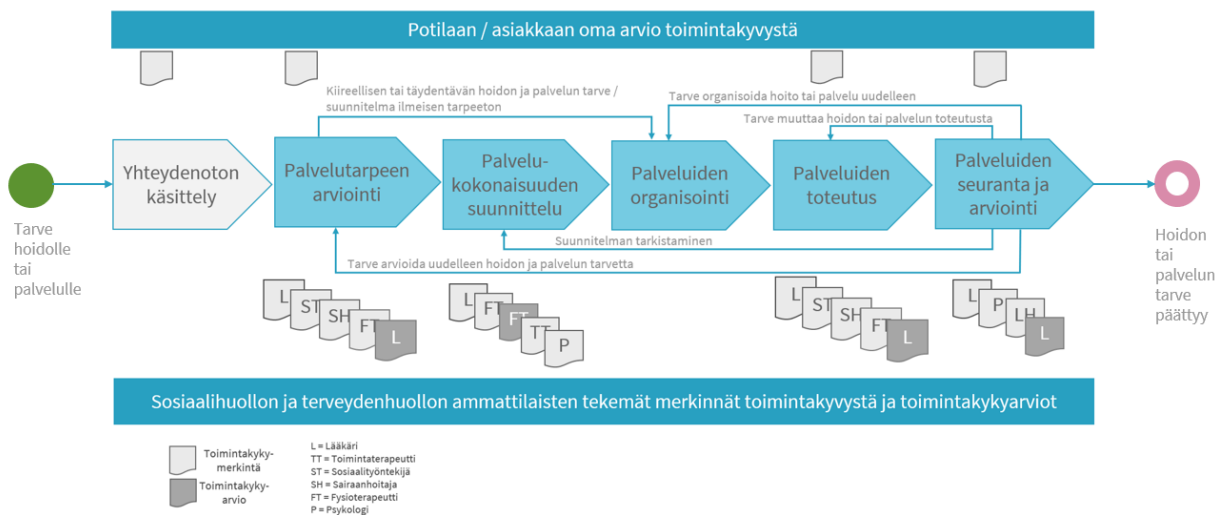 Potilaan / asiakkaan oma arvio toimintakyvystä
Kiireellisen tai täydentävän hoidon ja palvelun tarve /
suunnitelma ilmeisen tarpeeton
Tarve organisoida hoito tai palvelu uudelleen
Tarve muuttaa hoidon tai palvelun toteutusta
Tarve
hoidolle
tai
palvelulle
Yhteydenoton
käsittely
Palvelutarpeen
arviointi
Palvelu-
kokonaisuuden
suunnittelu
Palveluiden
organisointi
Palveluiden
toteutus
Palveluiden
seuranta ja
arviointi
Hoidon
tai
palvelun
tarve
päättyy
Suunnitelman tarkistaminen
Tarve arvioida uudelleen hoidon ja palvelun tarvetta
L
ST
SH
FT
L
L
FT
FT
TT
P
L
ST
SH
FT
L
L
P
LH
L
Sosiaalihuollon ja terveydenhuollon ammattilaisten tekemät merkinnät toimintakyvystä ja toimintakykyarviot
Toimintakyky-
merkintä
Toimintakyky-
arvio
L = Lääkäri
TT = Toimintaterapeutti
ST = Sosiaalityöntekijä
SH = Sairaanhoitaja
FT = Fysioterapeutti
P = Psykologi